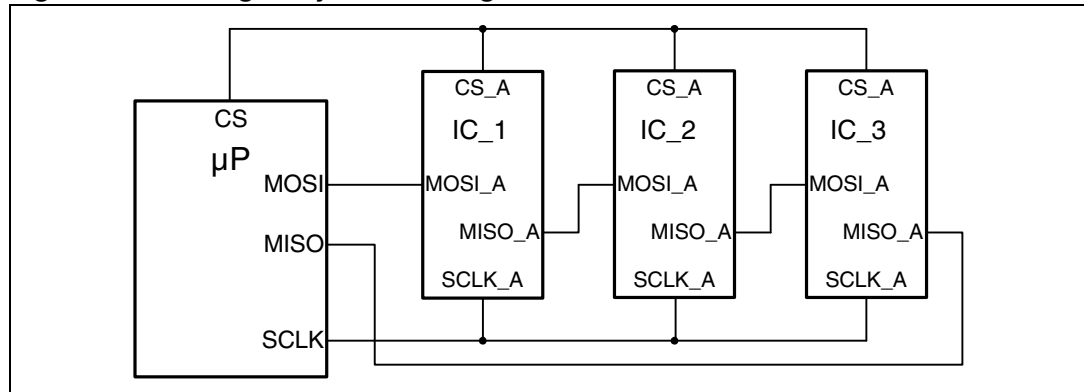 CS
µP
MOSI
MISO
SCLK
CS_A
IC_1
MOSI_A
MISO_A
SCLK_A
CS_A
IC_2
MOSI_A
MISO_A
SCLK_A
CS_A
IC_3
MOSI_A
MISO_A
SCLK_A